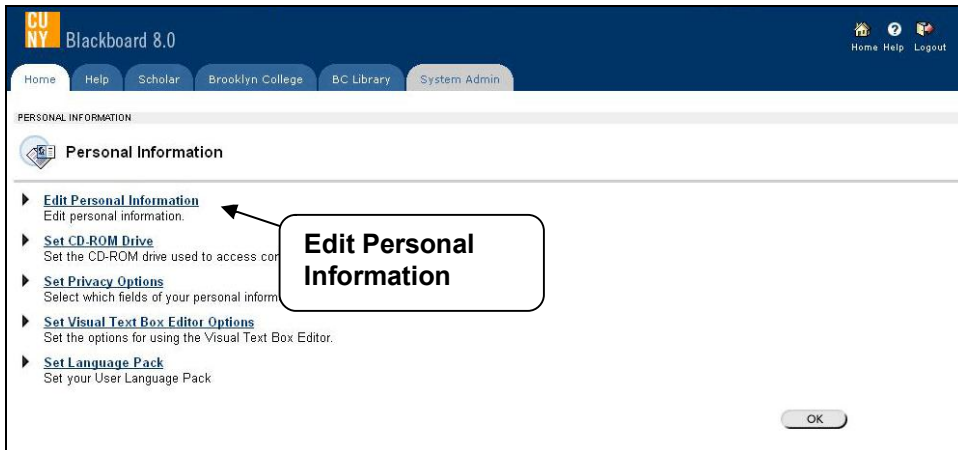 CU
NY Blackboard 8.0
Home Help Logout
Home Help Scholar Brooklyn College BC Library System Admin
PERSONAL INFORMATION
Personal Information
Edit Personal Information
Edit personal information.
Set CD-ROM Drive
Set the CD-ROM drive used to access
Set Privacy Options
Select which fields of your personal
Set Visual Text Box Editor Options
Set the options for using the Visual Text Box Editor.
Set Language Pack
Set your User Language Pack
Edit Personal
Information
OK